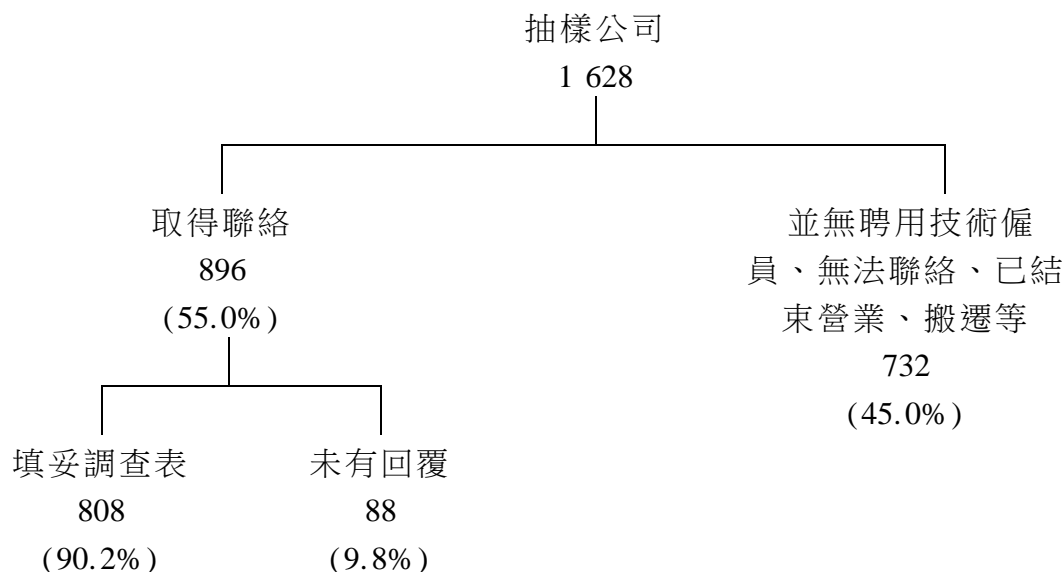 抽樣公司
1 628
取得聯絡
896
(55.0%)
並無聘用技術僱
員、無法聯絡、已結
束營業、搬遷等
732
(45.0%)
填妥調查表
808
(90.2%)
未有回覆
88
(9.8%)